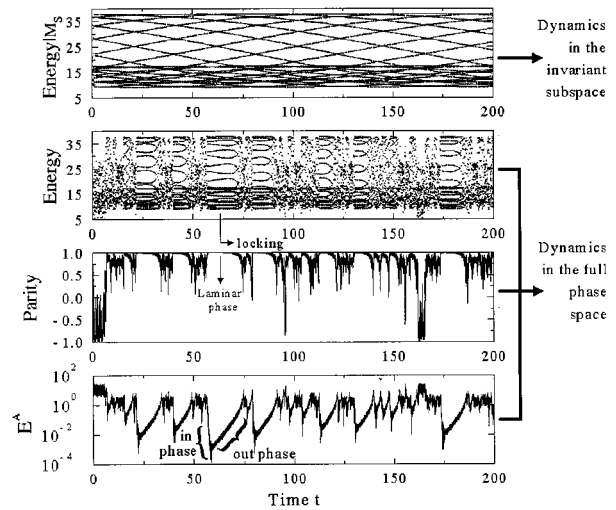 Energy|M_s
35
25
15
5
0 50 100 150 200
Dynamics
in the
invariant
subspace
Energy
35
25
15
5
0 50 100 150 200
locking
Parity
1.0
0.5
0.0
- 0.5
- 1.0
Laminar
phase
0 50 100 150 200
Dynamics
in the full
phase
space
E^A
10^2
10^0
10^-2
10^-4
in
phase
out phase
0 50 100 150 200
Time t